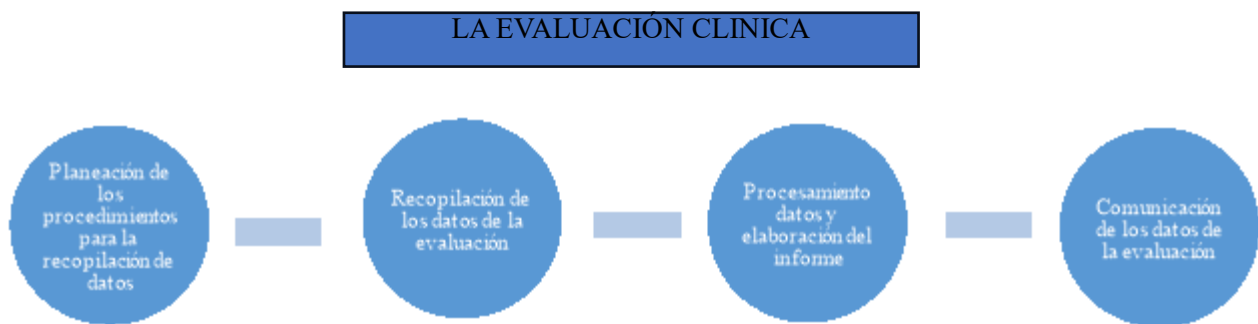 LA EVALUACIÓN CLINICA
Planeación de
los
procedimientos
para la
recopilación de
datos
Recopilación de
los datos de la
evaluación
Procesamiento
datos y
elaboración del
informe
Comunicación
de los datos de
la evaluación